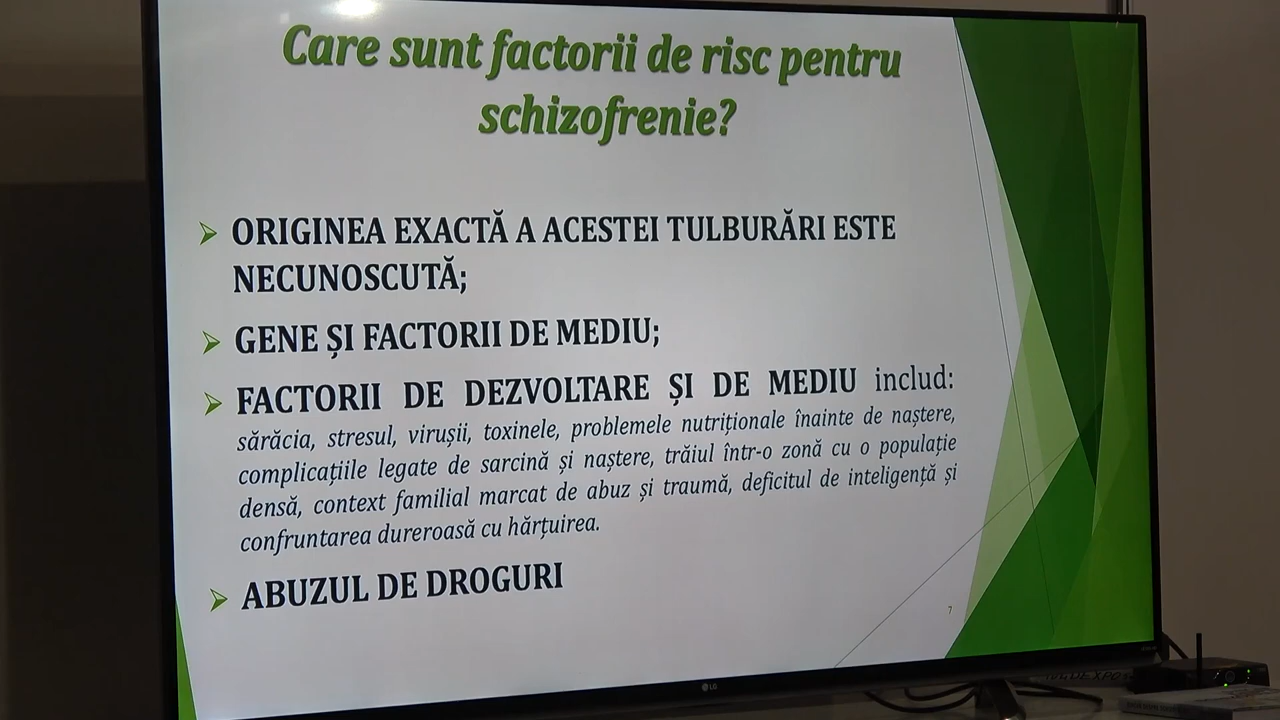 Care sunt factorii de risc pentru
schizofrenie?
ORIGINEA EXACTĂ A ACESTEI TULBURĂRI ESTE
NECUNOSCUTĂ;
GENE ȘI FACTORII DE MEDIU;
FACTORII DE DEZVOLTARE ȘI DE MEDIU includ:
sărăcia, stresul, virușii, toxinele, problemele nutriționale înainte de naștere,
complicațiile legate de sarcină și naștere, trăiul într-o zonă cu o populație
densă, context familial marcat de abuz și traumă, deficitul de inteligență și
confruntarea dureroasă cu hărțuirea.
ABUZUL DE DROGURI
7
LG